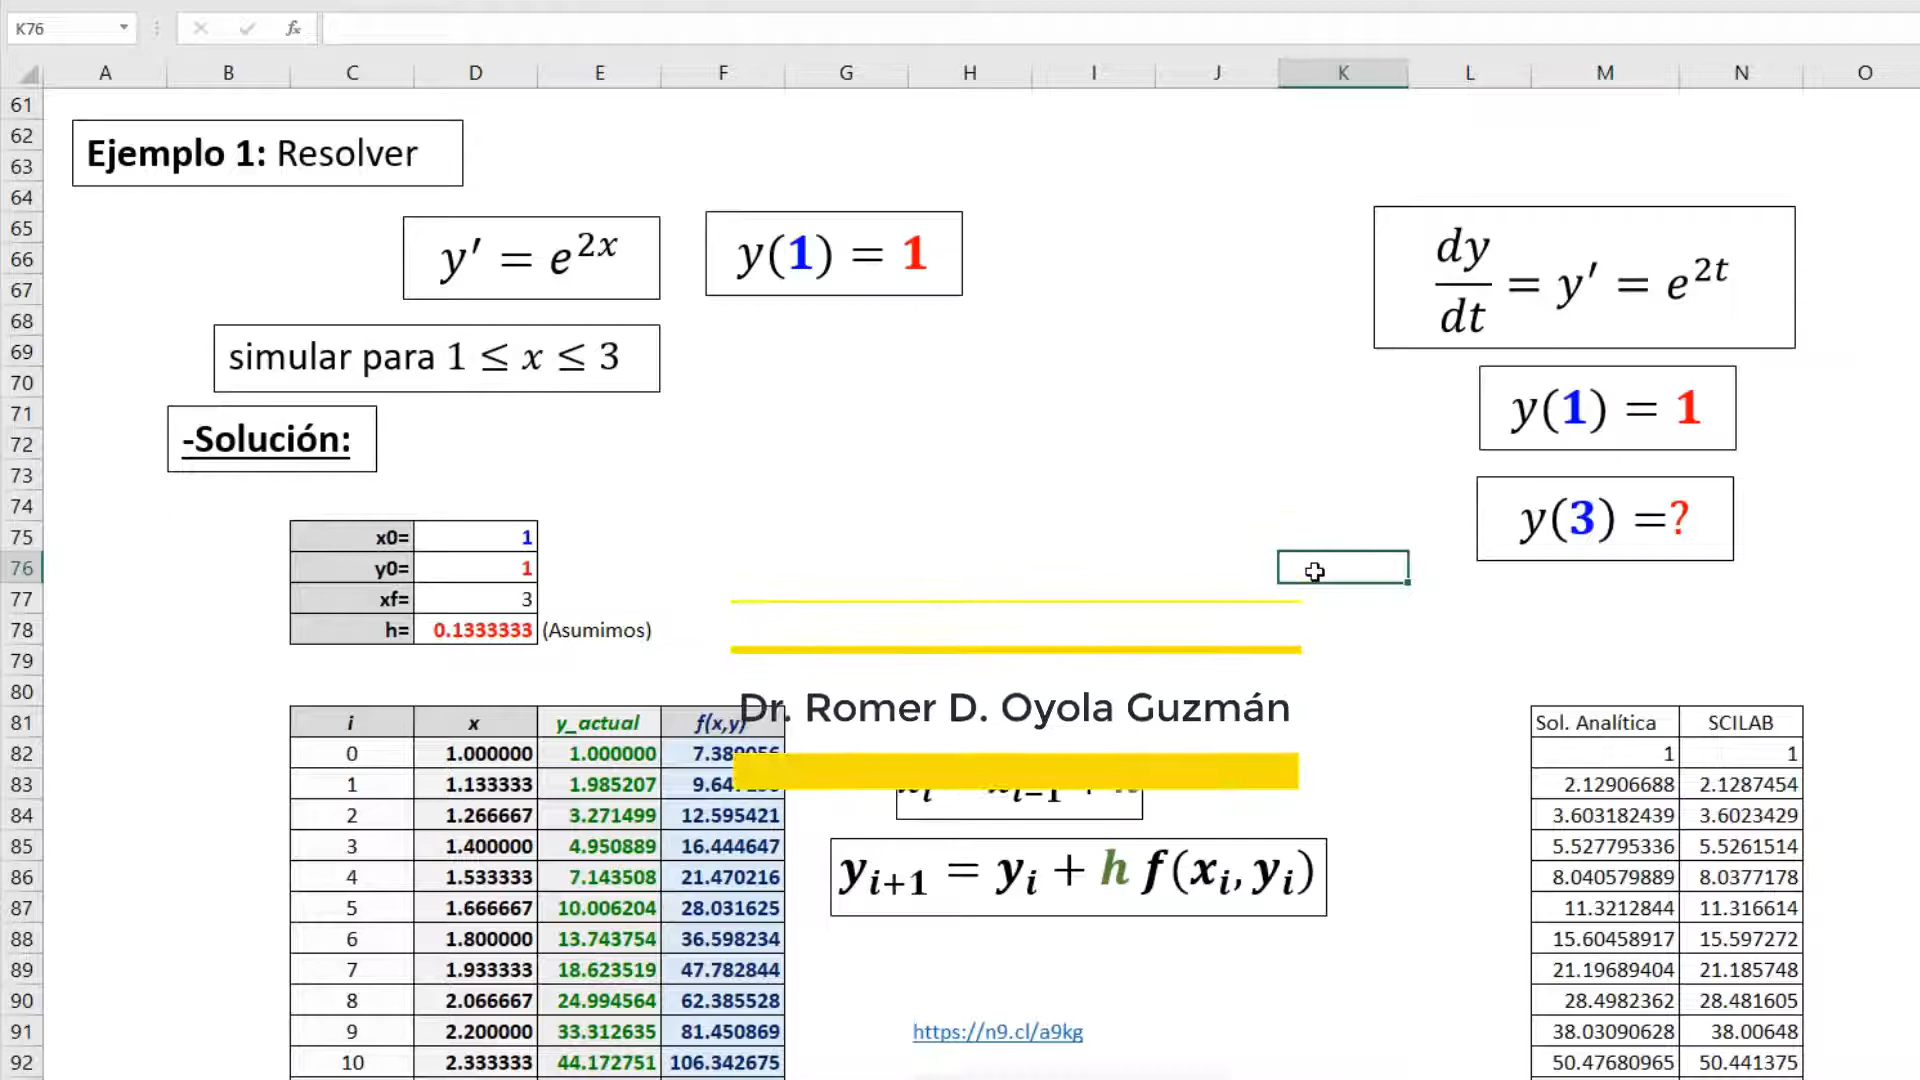 K76
fx
A B C D E F G H I J K L M N O
61
62
63
64
65
66
67
68
69
70
71
72
73
74
75
76
77
78
79
80
81
82
83
84
85
86
87
88
89
90
91
92
Ejemplo 1: Resolver
y′ = e^{2x}
y(1) = 1
simular para 1 ≤ x ≤ 3
-Solución:
dy/dt = y′ = e^{2t}
y(1) = 1
y(3) =?
x0= 1
y0= 1
xf= 3
h= 0.1333333 (Asumimos)
Dr. Romer D. Oyola Guzmán
i x y_actual f(x,y)
0 1.000000 1.000000 7.389056
1 1.133333 1.985207
2 1.266667 3.271499 12.595421
3 1.400000 4.950889 16.444647
4 1.533333 7.143508 21.470216
5 1.666667 10.006204 28.031625
6 1.800000 13.743754 36.598234
7 1.933333 18.623519 47.782844
8 2.066667 24.994564 62.385528
9 2.200000 33.312635 81.450869
10 2.333333 44.172751 106.342675
y_{i+1} = y_i + h f(x_i, y_i)
https://n9.cl/a9kg
Sol. Analítica SCILAB
1 1
2.12906688 2.1287454
3.603182439 3.6023429
5.527795336 5.5261514
8.040579889 8.0377178
11.3212844 11.316614
15.60458917 15.597272
21.19689404 21.185748
28.4982362 28.481605
38.03090628 38.00648
50.47680965 50.441375